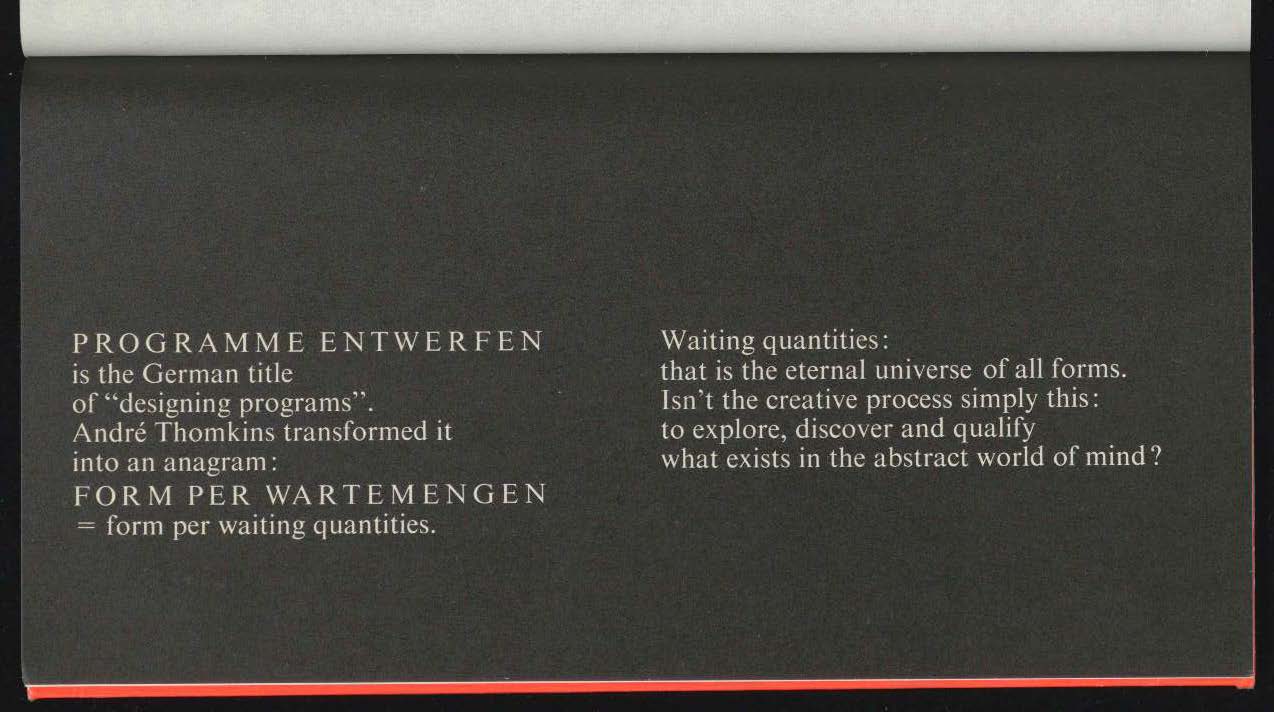 PROGRAMME ENTWERFEN
is the German title
of “designing programs”.
André Thomkins transformed it
into an anagram:
FORM PER WARTEMENGEN
= form per waiting quantities.
Waiting quantities:
that is the eternal universe of all forms.
Isn’t the creative process simply this:
to explore, discover and qualify
what exists in the abstract world of mind?